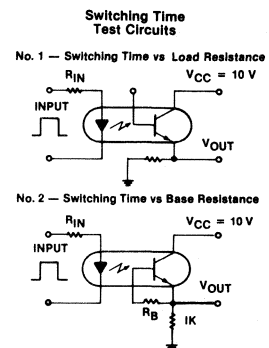 Switching Time
Test Circuits
No. 1 — Switching Time vs Load Resistance
RIN
VCC = 10 V
INPUT
VOUT
No. 2 — Switching Time vs Base Resistance
RIN
VCC = 10 V
INPUT
VOUT
RB
IK